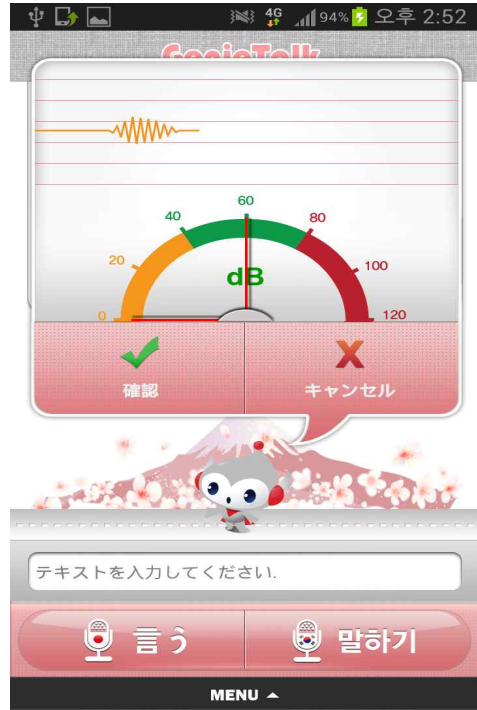 4G 94% 오후 2:52
GenieTalk
60
40 80
20 100
dB
0 120
確認 キャンセル
テキストを入力してください.
言う 말하기
MENU